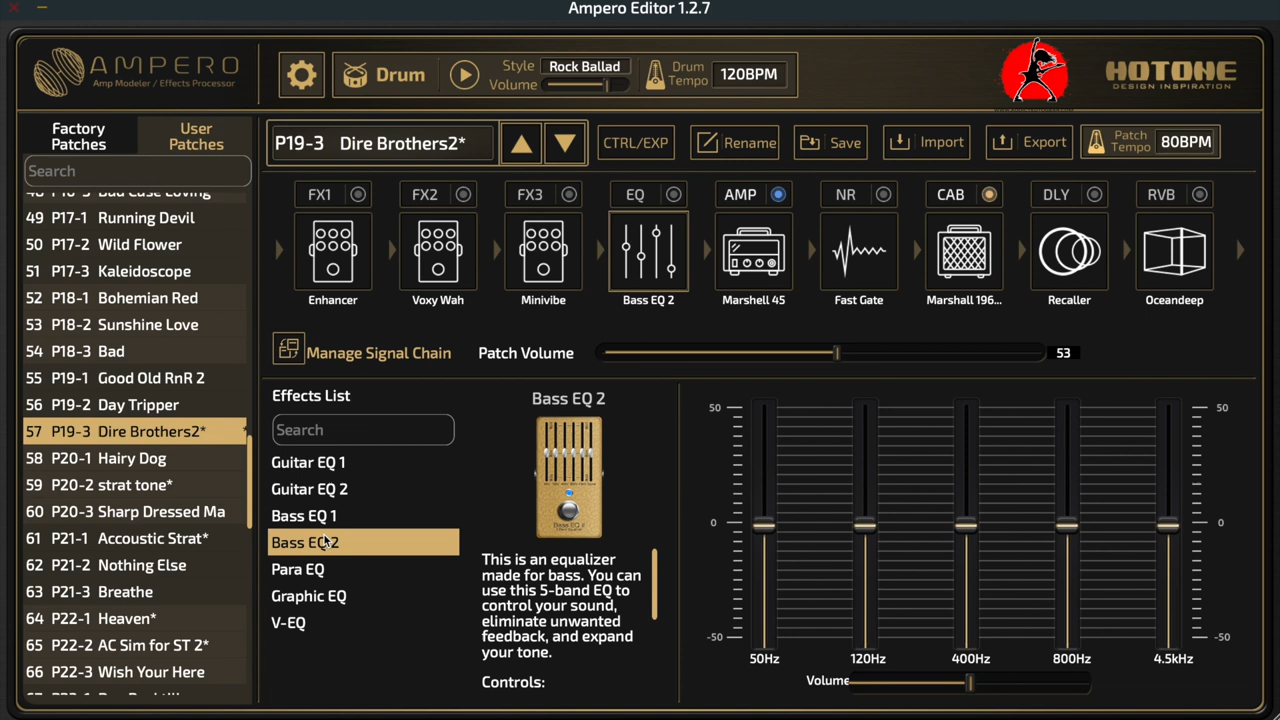 Ampero Editor 1.2.7
AMPERO
Amp Modeler / Effects Processor
Drum
Style Rock Ballad
Volume
Drum Tempo 120BPM
HOTONE
DESIGN INSPIRATION
Factory Patches
User Patches
Search
P19-3 Dire Brothers2*
CTRL/EXP
Rename
Save
Import
Export
Patch Tempo 80BPM
49 P17-1 Running Devil
50 P17-2 Wild Flower
51 P17-3 Kaleidoscope
52 P18-1 Bohemian Red
53 P18-2 Sunshine Love
54 P18-3 Bad
55 P19-1 Good Old RnR 2
56 P19-2 Day Tripper
57 P19-3 Dire Brothers2*
58 P20-1 Hairy Dog
59 P20-2 strat tone*
60 P20-3 Sharp Dressed Ma
61 P21-1 Accoustic Strat*
62 P21-2 Nothing Else
63 P21-3 Breathe
64 P22-1 Heaven*
65 P22-2 AC Sim for ST 2*
66 P22-3 Wish Your Here
FX1 FX2 FX3 EQ AMP NR CAB DLY RVB
Enhancer Voxy Wah Minivibe Bass EQ 2 Marshell 45 Fast Gate Marshall 196... Recaller Oceandeep
Manage Signal Chain
Patch Volume 53
Effects List
Search
Guitar EQ 1
Guitar EQ 2
Bass EQ 1
Bass EQ 2
Para EQ
Graphic EQ
V-EQ
Bass EQ 2
This is an equalizer
made for bass. You can
use this 5-band EQ to
control your sound,
eliminate unwanted
feedback, and expand
your tone.
Controls:
50 50
0 0
-50 -50
50Hz 120Hz 400Hz 800Hz 4.5kHz
Volume